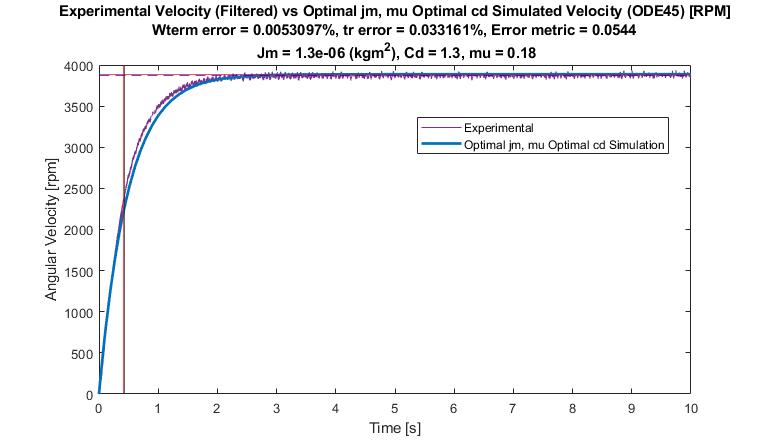 Experimental Velocity (Filtered) vs Optimal jm, mu Optimal cd Simulated Velocity (ODE45) [RPM]
Wterm error = 0.0053097%, tr error = 0.033161%, Error metric = 0.0544
Jm = 1.3e-06 (kgm²), Cd = 1.3, mu = 0.18
4000
3500
3000
2500
2000
1500
1000
500
0
Angular Velocity [rpm]
Experimental
Optimal jm, mu Optimal cd Simulation
0 1 2 3 4 5 6 7 8 9 10
Time [s]